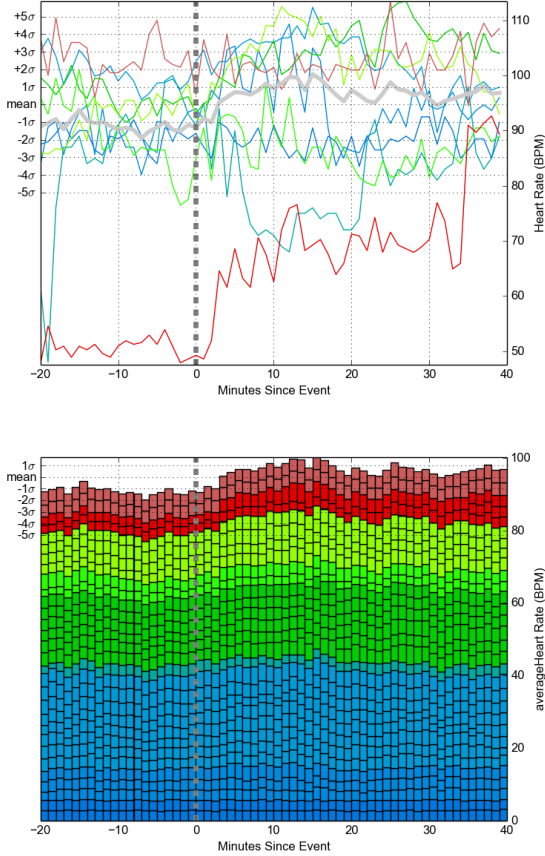 +5σ
+4σ
+3σ
+2σ
1σ
mean
-1σ
-2σ
-3σ
-4σ
-5σ
110
100
90
80
70
60
50
Heart Rate (BPM)
−20 −10 0 10 20 30 40
Minutes Since Event
1σ
mean
-1σ
-2σ
-3σ
-4σ
-5σ
100
80
60
40
20
0
averageHeart Rate (BPM)
−20 −10 0 10 20 30 40
Minutes Since Event